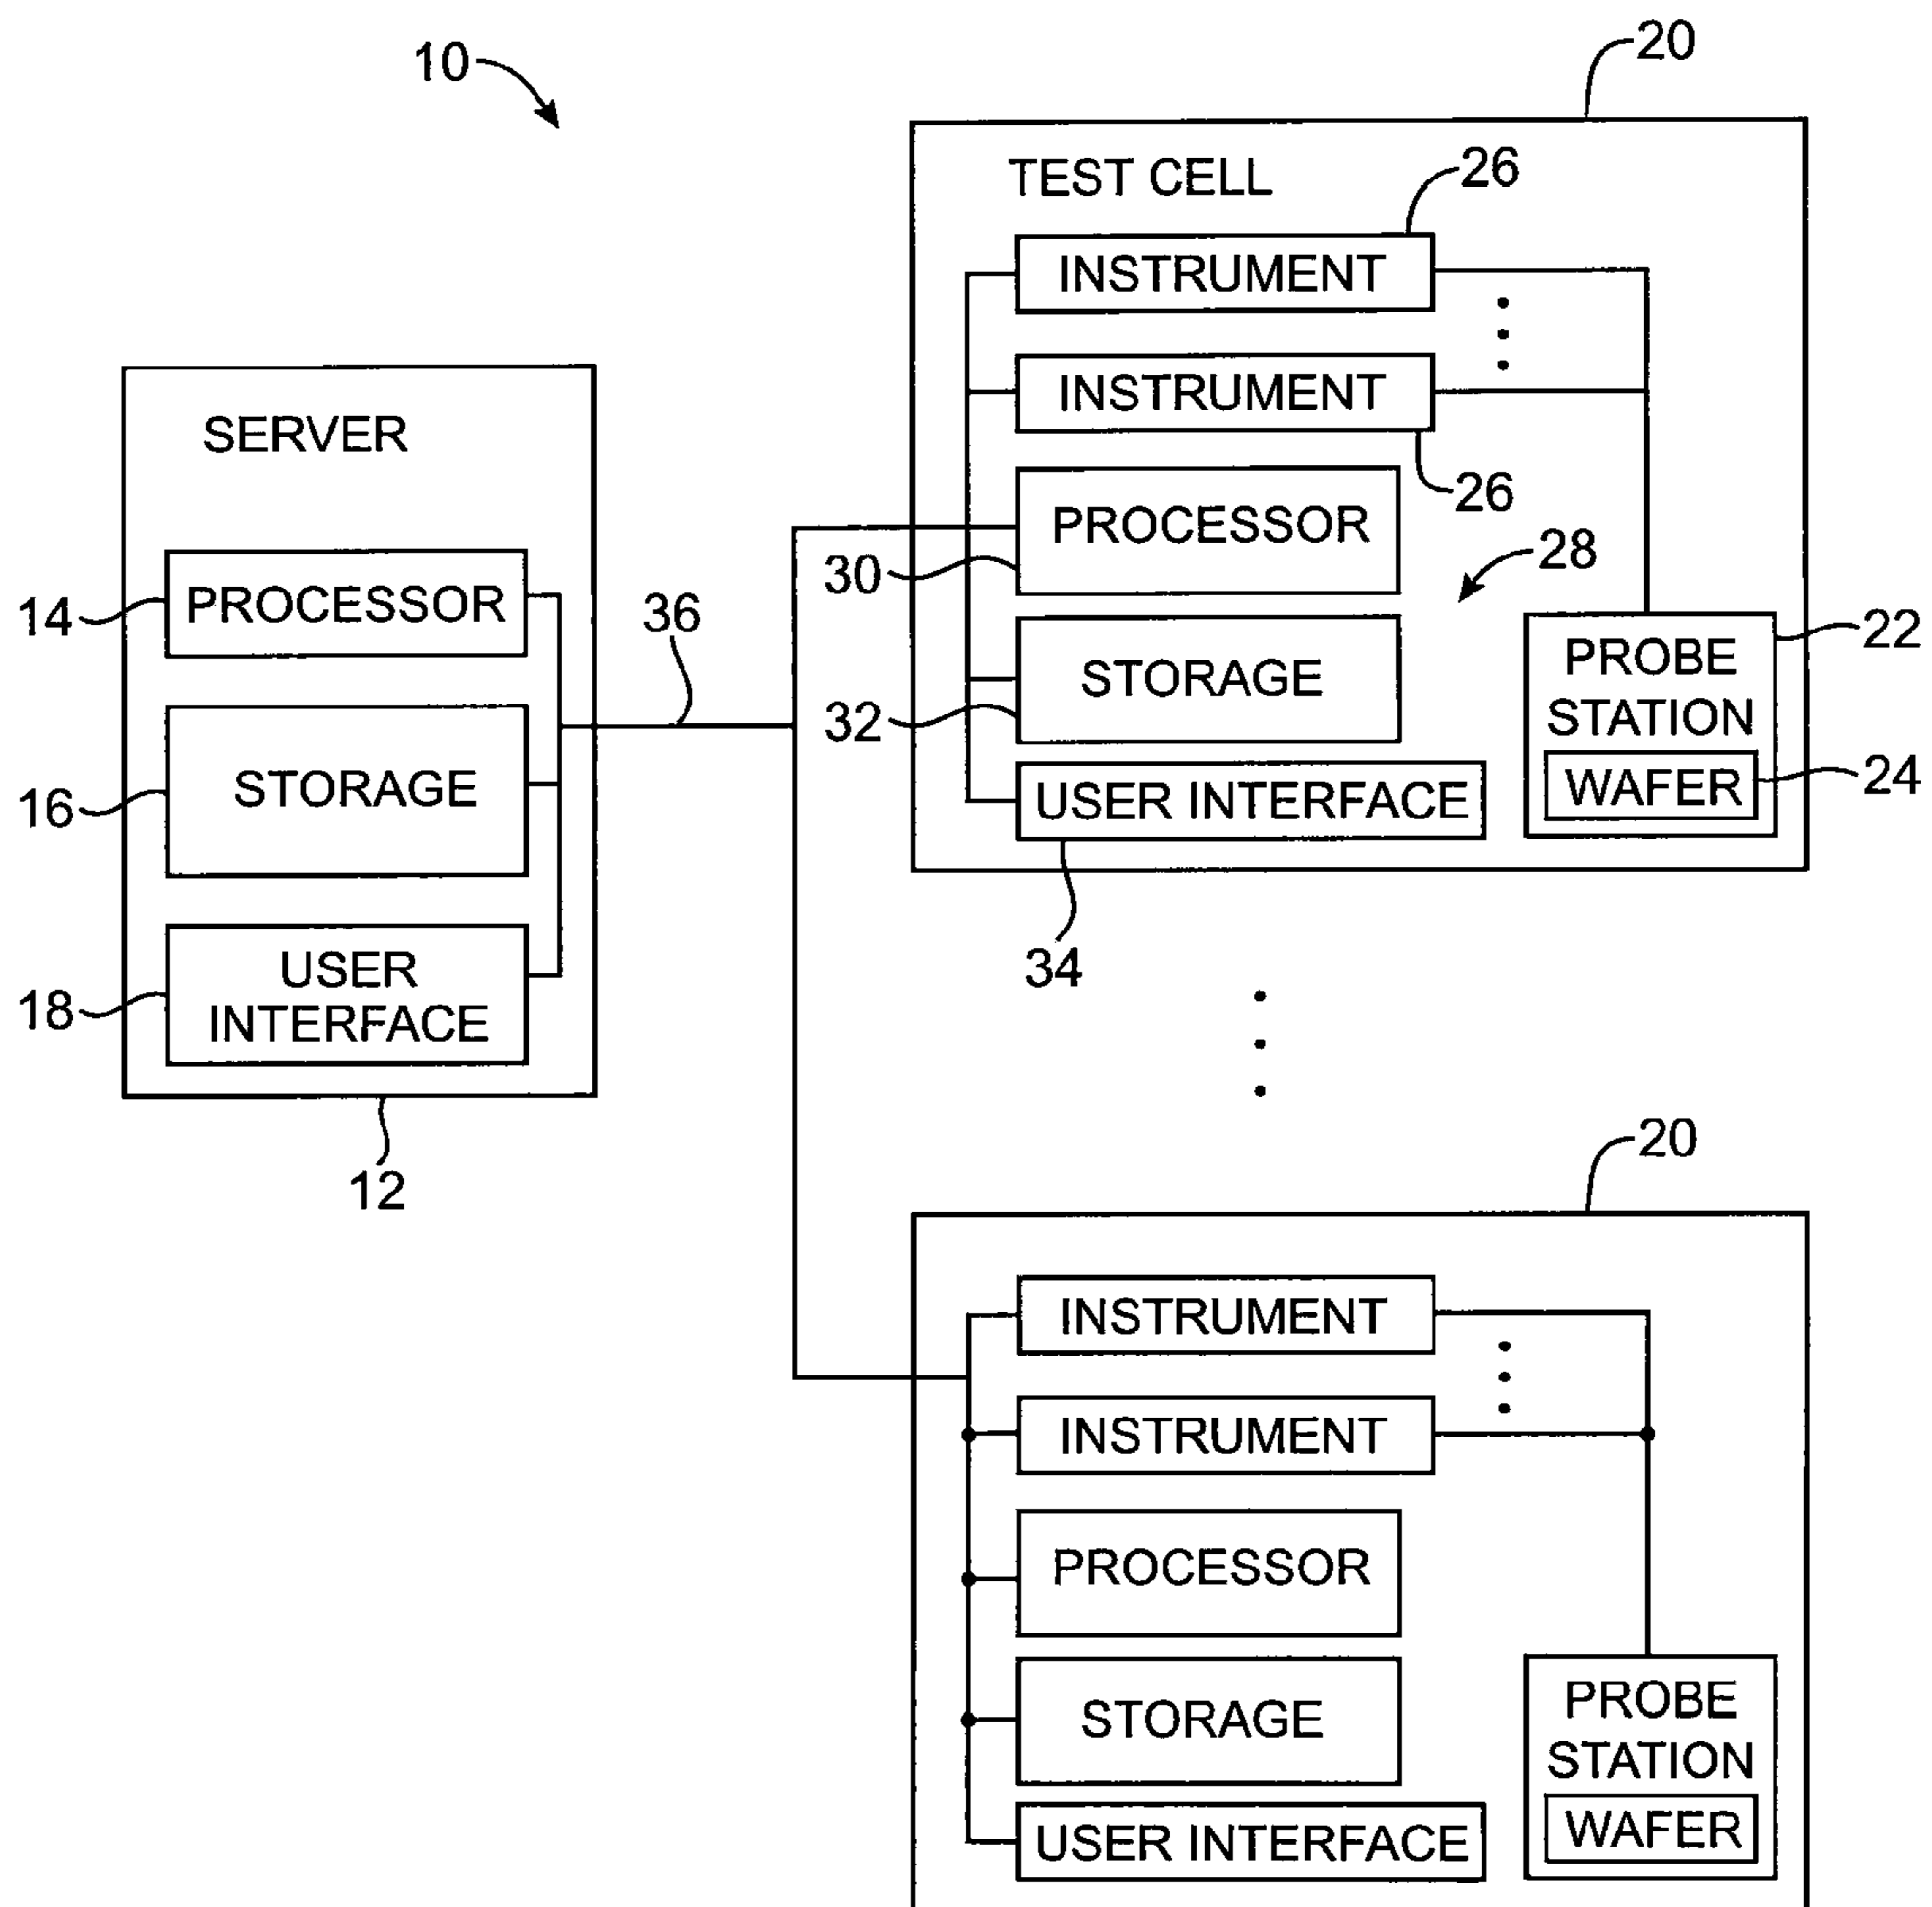 10
20
TEST CELL
26
INSTRUMENT
INSTRUMENT
26
SERVER
PROCESSOR
30
28
PROCESSOR
14
36
22
PROBE
STATION
STORAGE
32
WAFER
24
STORAGE
16
USER INTERFACE
34
USER
INTERFACE
18
12
20
INSTRUMENT
INSTRUMENT
PROCESSOR
STORAGE
PROBE
STATION
WAFER
USER INTERFACE